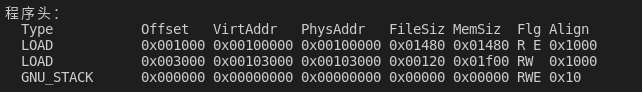 程序头：
Type Offset VirtAddr PhysAddr FileSiz MemSiz Flg Align
LOAD 0x001000 0x00100000 0x00100000 0x01480 0x01480 R E 0x1000
LOAD 0x003000 0x00103000 0x00103000 0x00120 0x01f00 RW 0x1000
GNU_STACK 0x000000 0x00000000 0x00000000 0x00000 0x00000 RWE 0x10